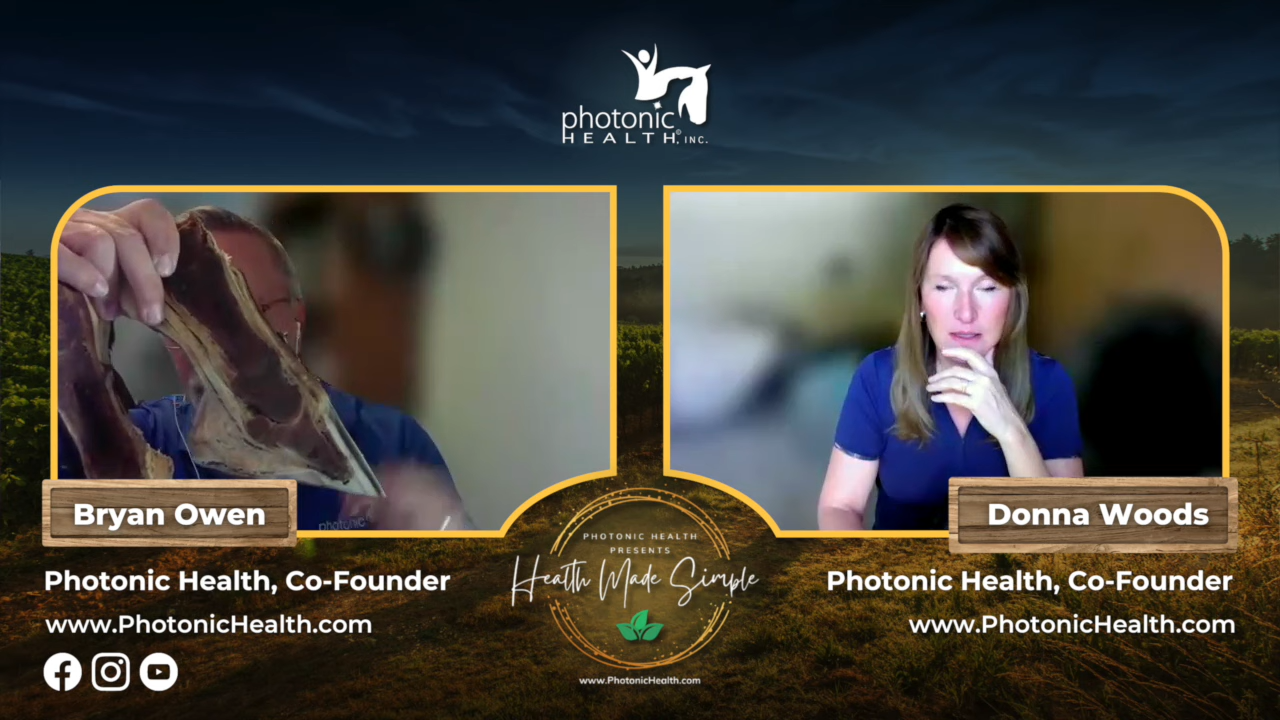 photonic
HEALTH, INC.
photonic
Bryan Owen
Photonic Health, Co-Founder
www.PhotonicHealth.com
PHOTONIC HEALTH
PRESENTS
Health Made Simple
www.PhotonicHealth.com
Donna Woods
Photonic Health, Co-Founder
www.PhotonicHealth.com